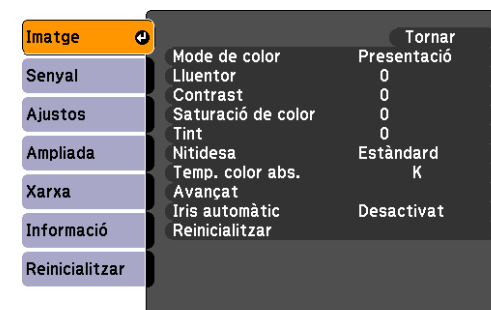 Imatge
Senyal
Ajustos
Ampliada
Xarxa
Informació
Reinicialitzar
Tornar
Mode de color Presentació
Lluentor 0
Contrast 0
Saturació de color 0
Tint 0
Nitidesa Estàndard
Temp. color abs. K
Avançat
Iris automàtic Desactivat
Reinicialitzar